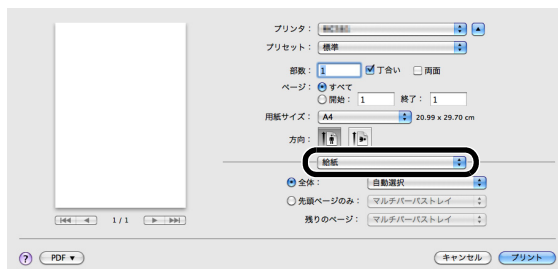 プリンタ：
プリセット： 標準
部数： 1 丁合い 両面
ページ： すべて
開始： 1 終了： 1
用紙サイズ： A4 20.99 x 29.70 cm
方向：
給紙
全体： 自動選択
先頭ページのみ： マルチパーパストレイ
残りのページ： マルチパーパストレイ
1 / 1
? PDF ▼ キャンセル プリント